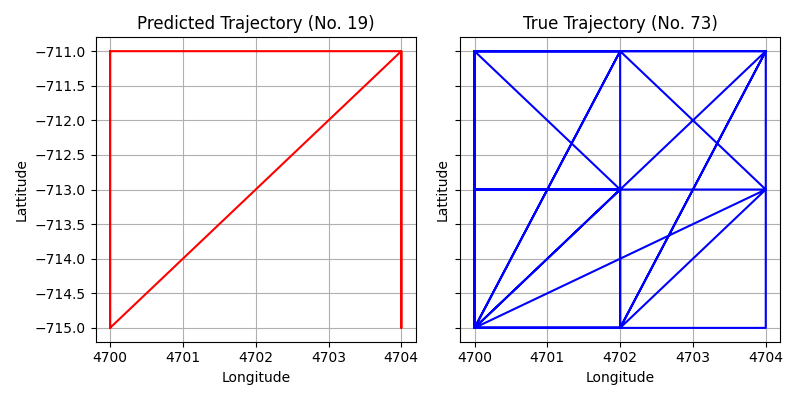 Predicted Trajectory (No. 19)
True Trajectory (No. 73)
−711.0
−711.5
−712.0
−712.5
−713.0
−713.5
−714.0
−714.5
−715.0
Lattitude
Lattitude
4700 4701 4702 4703 4704
4700 4701 4702 4703 4704
Longitude
Longitude